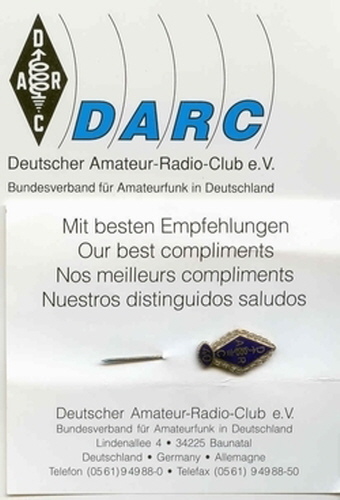 D
A R
C
DARC
Deutscher Amateur-Radio-Club e.V.
Bundesverband für Amateurfunk in Deutschland
Mit besten Empfehlungen
Our best compliments
Nos meilleurs compliments
Nuestros distinguidos saludos
D A R C
Deutscher Amateur-Radio-Club e.V.
Bundesverband für Amateurfunk in Deutschland
Lindenallee 4 • 34225 Baunatal
Deutschland • Germany • Allemagne
Telefon (0561) 94988-0 • Telefax (0561) 94988-50